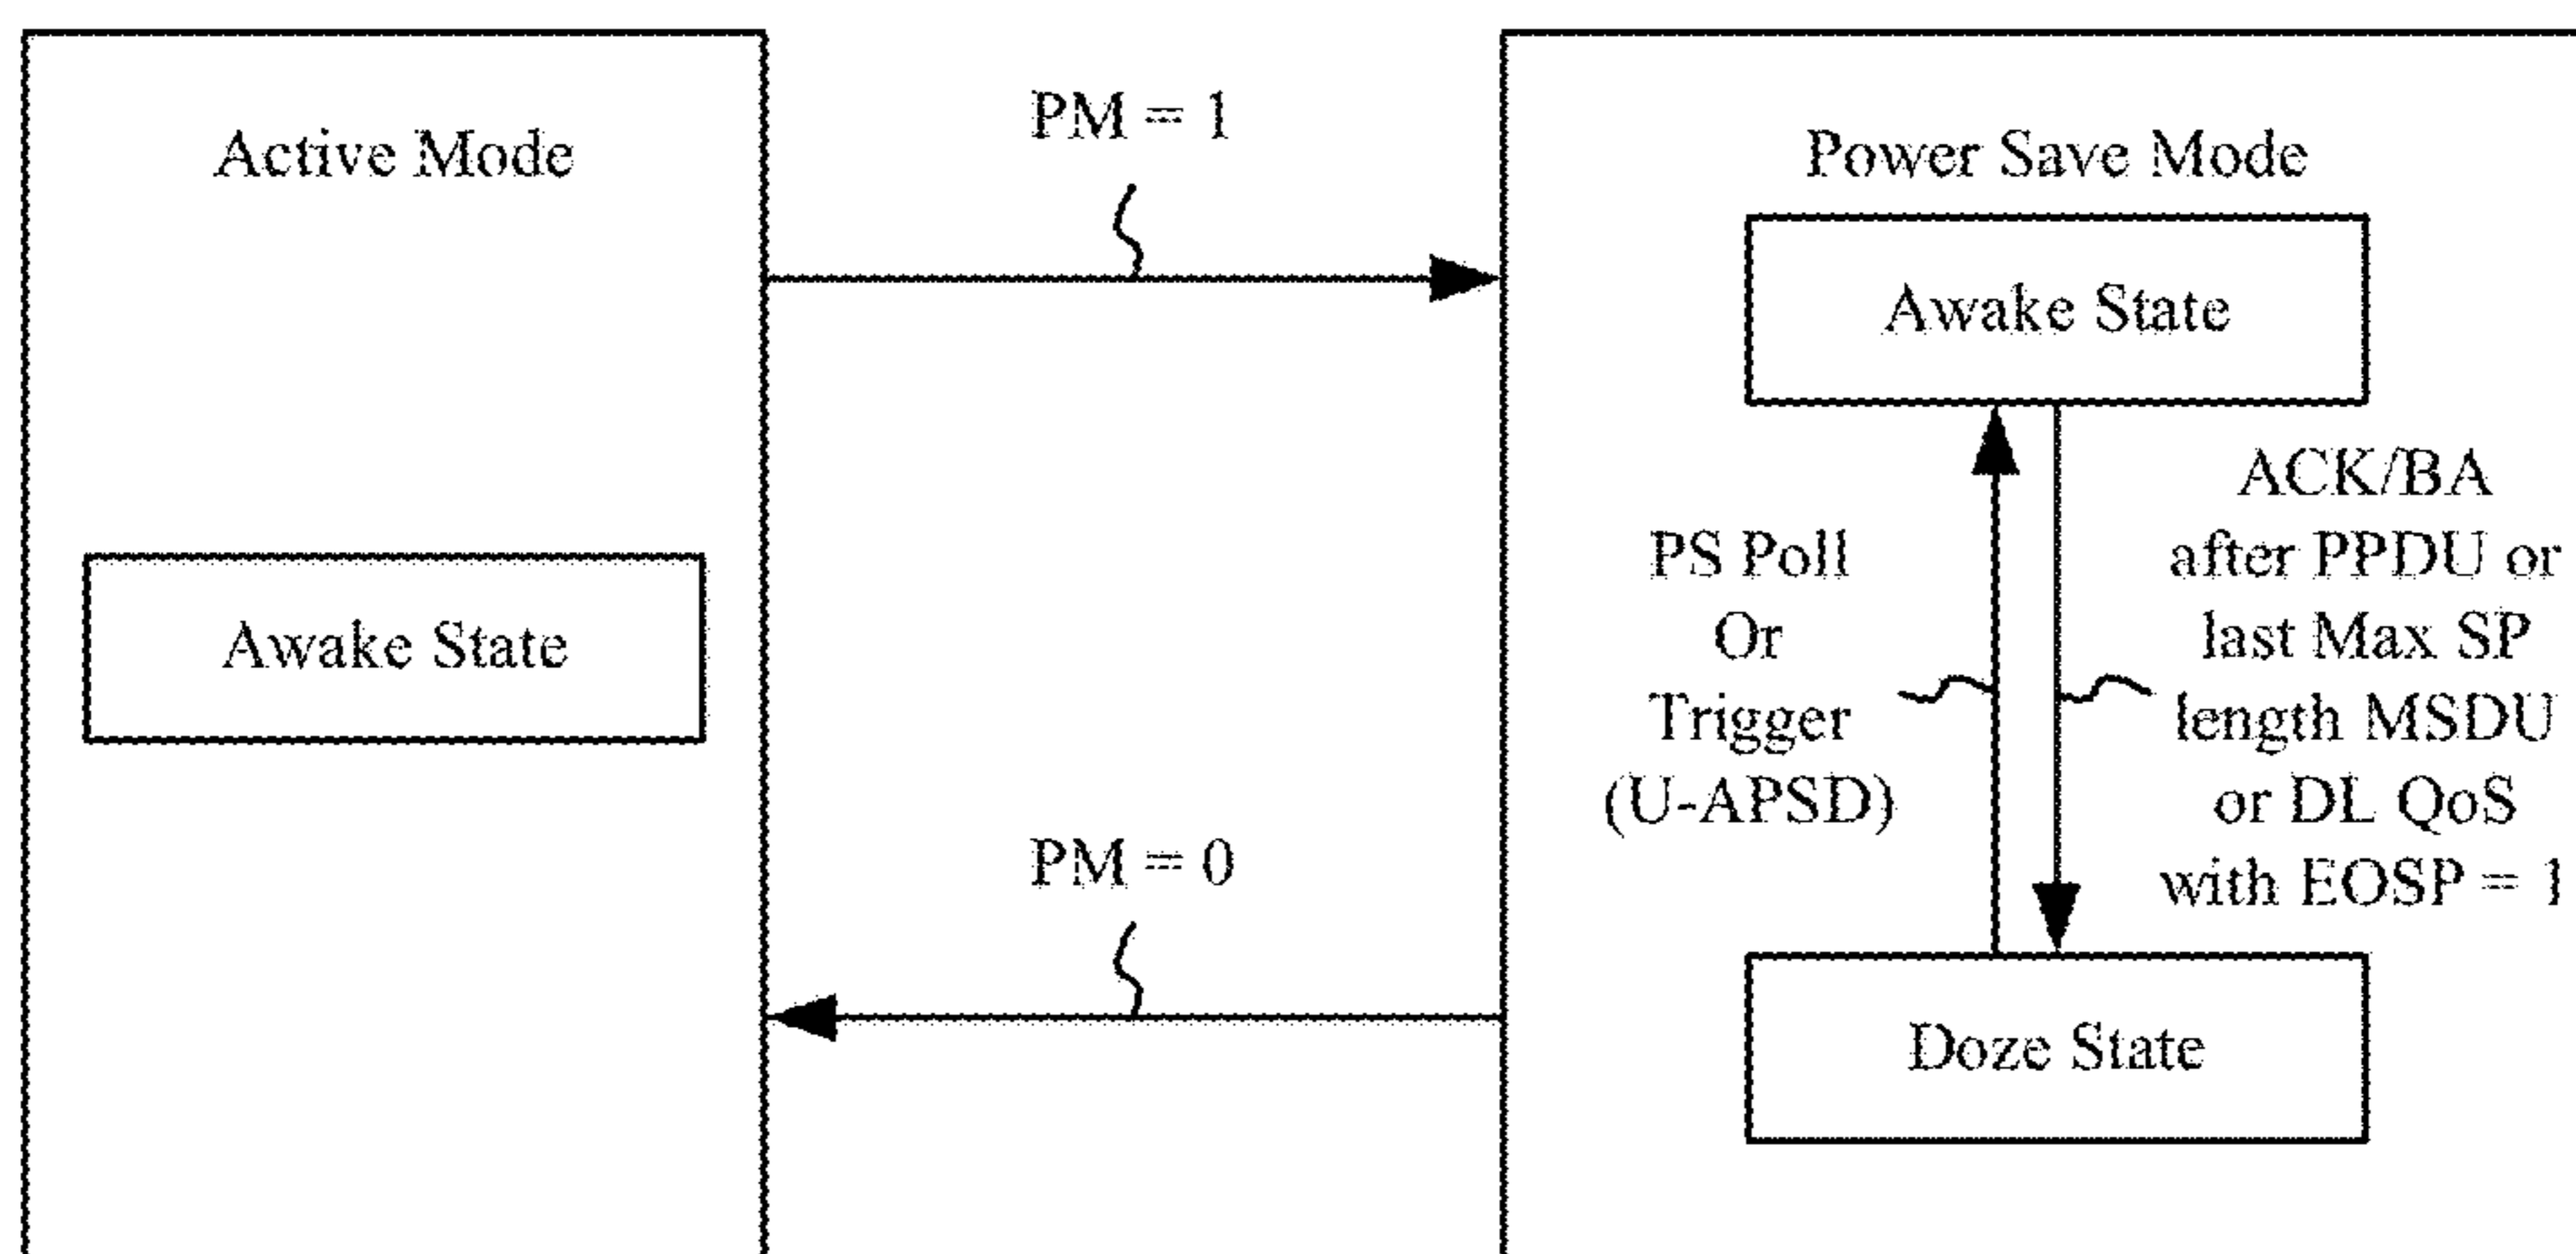 Active Mode
Awake State
PM = 1
PM = 0
Power Save Mode
Awake State
PS Poll
Or
Trigger
(U-APSD)
ACK/BA
after PPDU or
last Max SP
length MSDU
or DL QoS
with EOSP = 1
Doze State